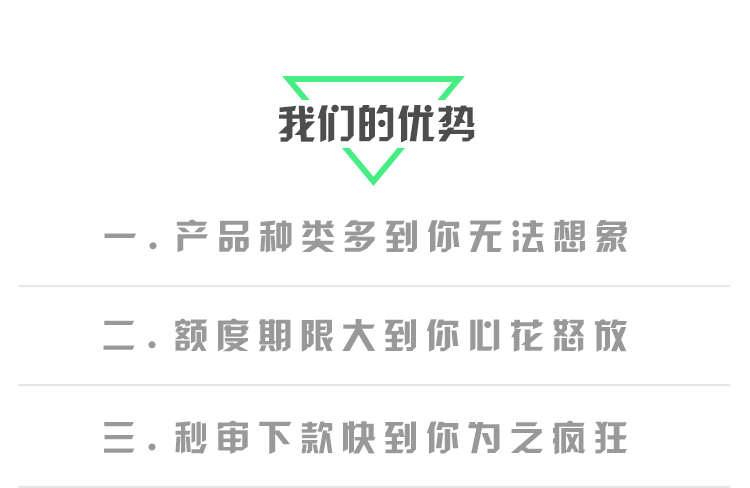 我们的优势
一.产品种类多到你无法想象
二.额度期限大到你心花怒放
三.秒审下款快到你为之疯狂